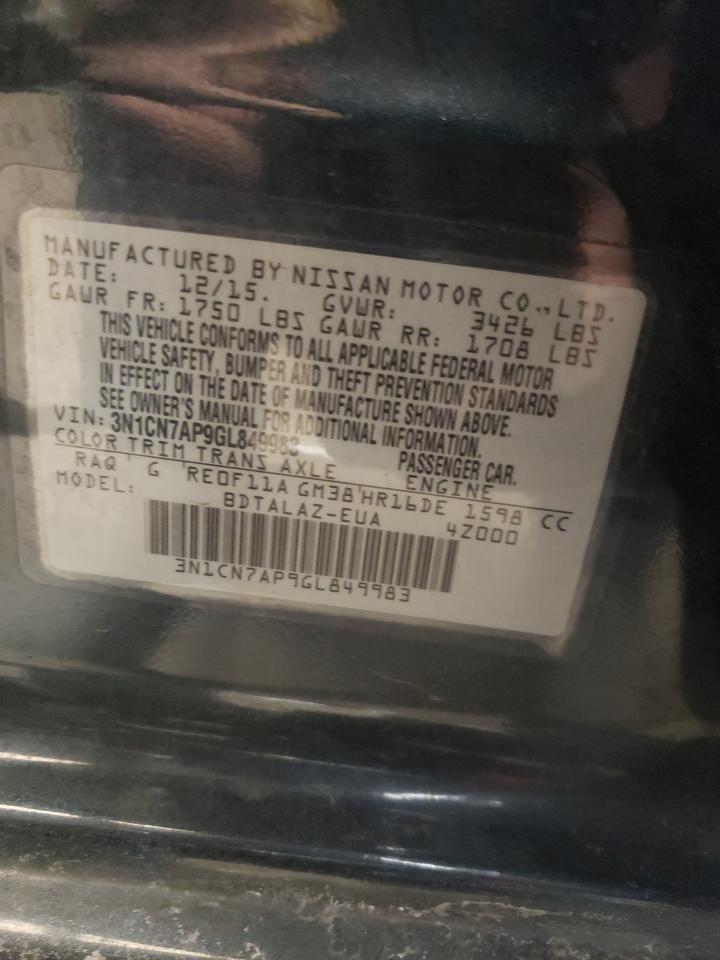 MANUFACTURED BY NISSAN MOTOR CO., LTD.
DATE: 12/15. GVWR: 3426 LBS
GAWR FR: 1750 LBS GAWR RR: 1708 LBS
THIS VEHICLE CONFORMS TO ALL APPLICABLE FEDERAL MOTOR
VEHICLE SAFETY, BUMPER AND THEFT PREVENTION STANDARDS
IN EFFECT ON THE DATE OF MANUFACTURE SHOWN ABOVE.
SEE OWNER'S MANUAL FOR ADDITIONAL INFORMATION.
VIN: 3N1CN7AP9GL849983 PASSENGER CAR.
COLOR TRIM TRANS AXLE ENGINE
RAQ' G 'RE0F11A GM38'HR16DE 1598 CC
MODEL: BDTALAZ-EUA 4Z000
3N1CN7AP9GL849983